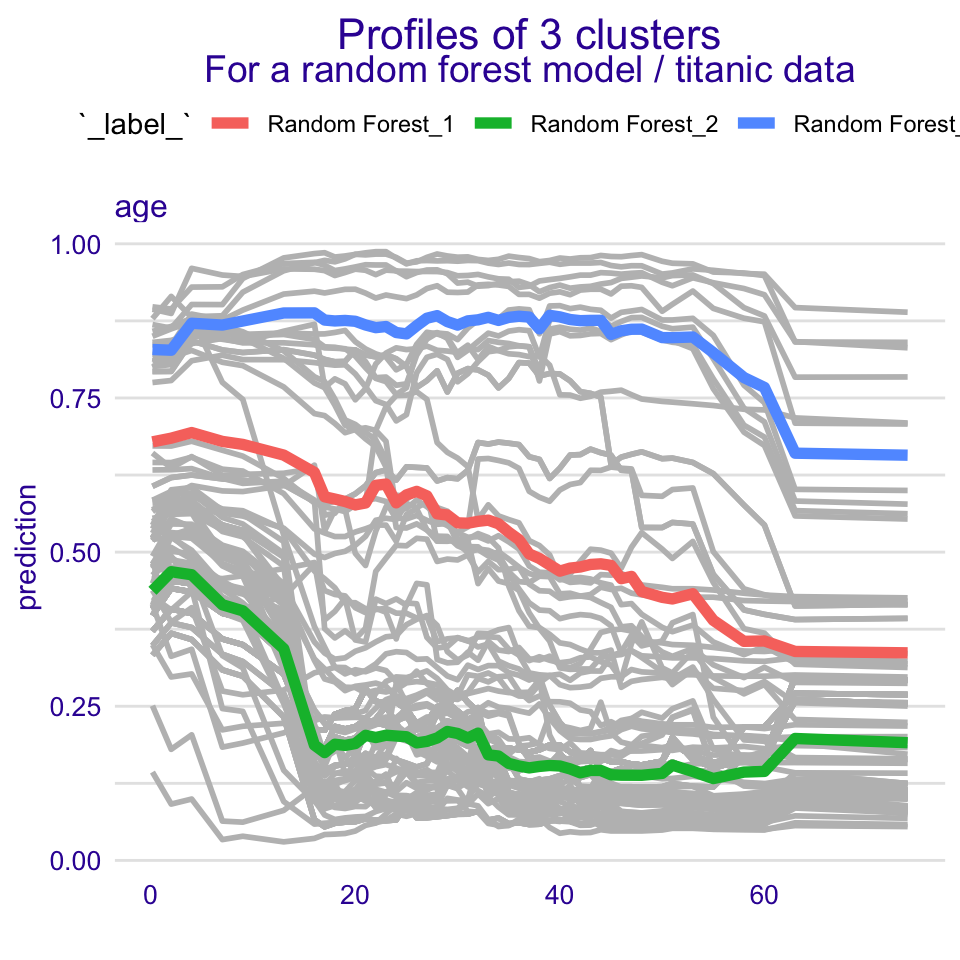 Profiles of 3 clusters
For a random forest model / titanic data
`_label_` Random Forest_1 Random Forest_2 Random Forest_
age
1.00
0.75
0.50
0.25
0.00
prediction
0 20 40 60